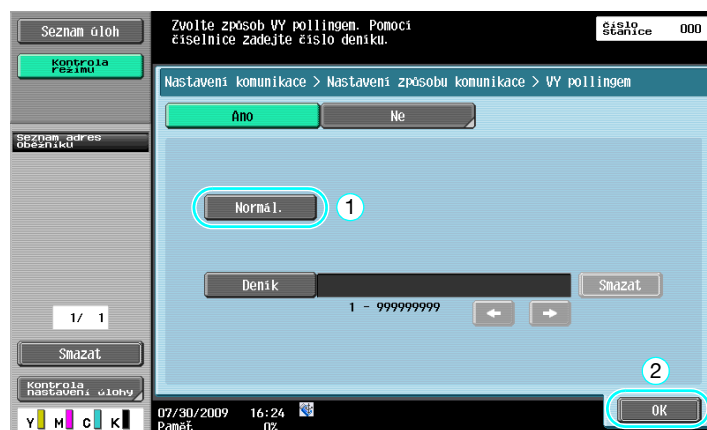 Seznam úloh
Kontrola
režimu
Seznam adres
oběžníků
1/ 1
Smazat
Kontrola
nastavení úlohy
Y M C K
Zvolte způsob VY pollingem. Pomocí
číselnice zadejte číslo deníku.
číslo
stanice
000
Nastavení komunikace > Nastavení způsobu komunikace > VY pollingem
Ano
Ne
Normál.
1
Deník
Smazat
1 - 999999999
2
OK
07/30/2009 16:24
Paměť 0%